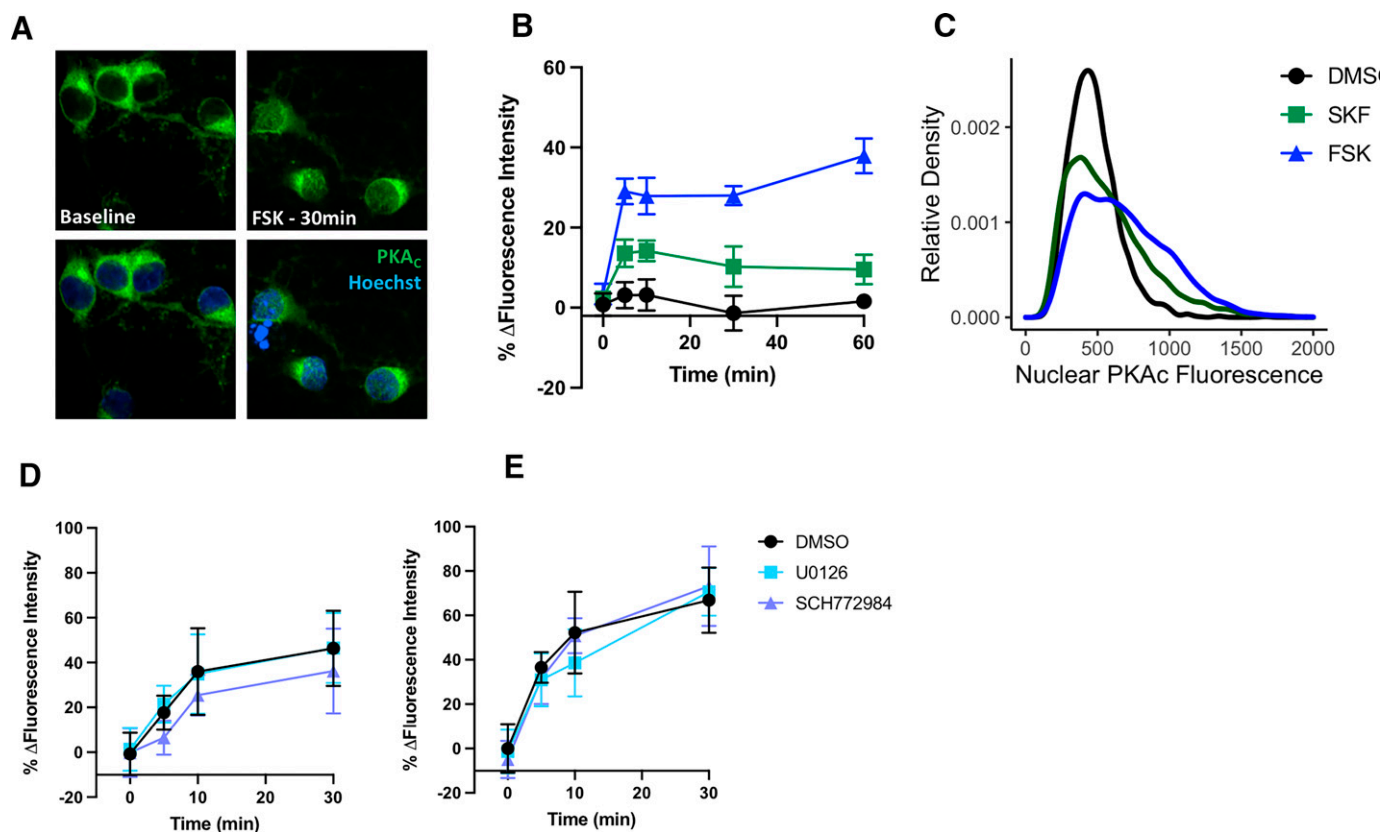 A
Baseline
FSK - 30min
PKAC
Hoechst
B
% ΔFluorescence Intensity
60
40
20
0
-20
0
20
40
60
Time (min)
C
Relative Density
0.002
0.001
0.000
0
500
1000
1500
2000
Nuclear PKAc Fluorescence
DMS
SKF
FSK
D
% ΔFluorescence Intensity
100
80
60
40
20
0
-20
0
10
20
30
Time (min)
E
% ΔFluorescence Intensity
100
80
60
40
20
0
-20
0
10
20
30
Time (min)
DMSO
U0126
SCH772984